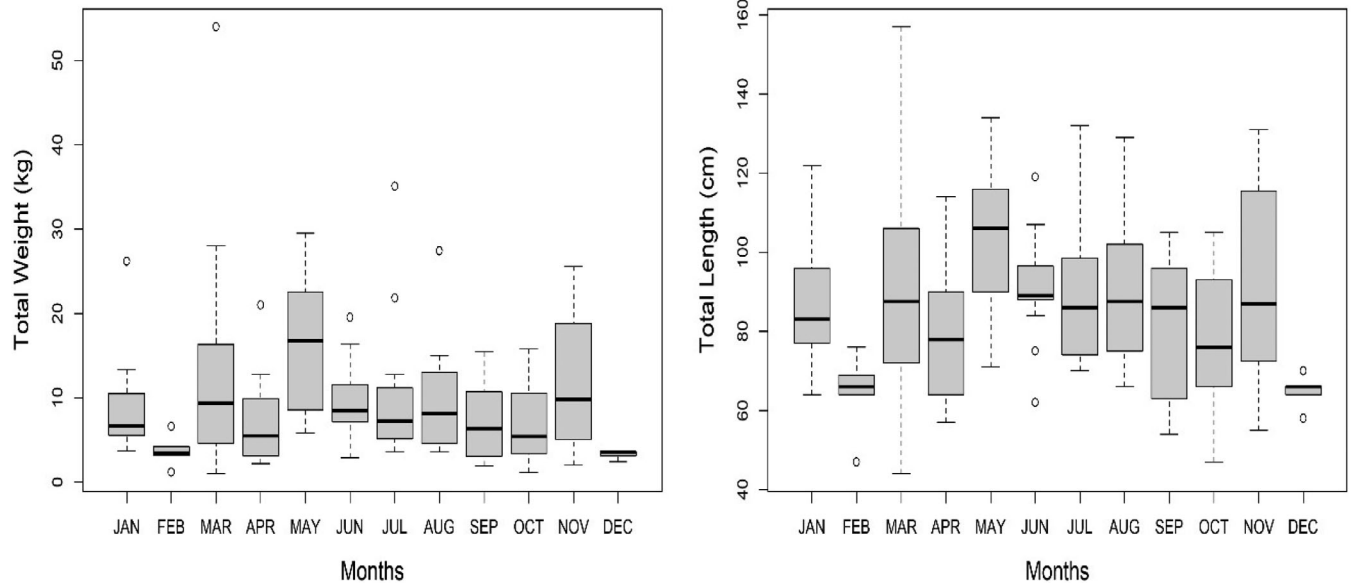 Total Weight (kg)
50
40
30
20
10
0
JAN FEB MAR APR MAY JUN JUL AUG SEP OCT NOV DEC
Months
Total Length (cm)
160
140
120
100
80
60
40
JAN FEB MAR APR MAY JUN JUL AUG SEP OCT NOV DEC
Months